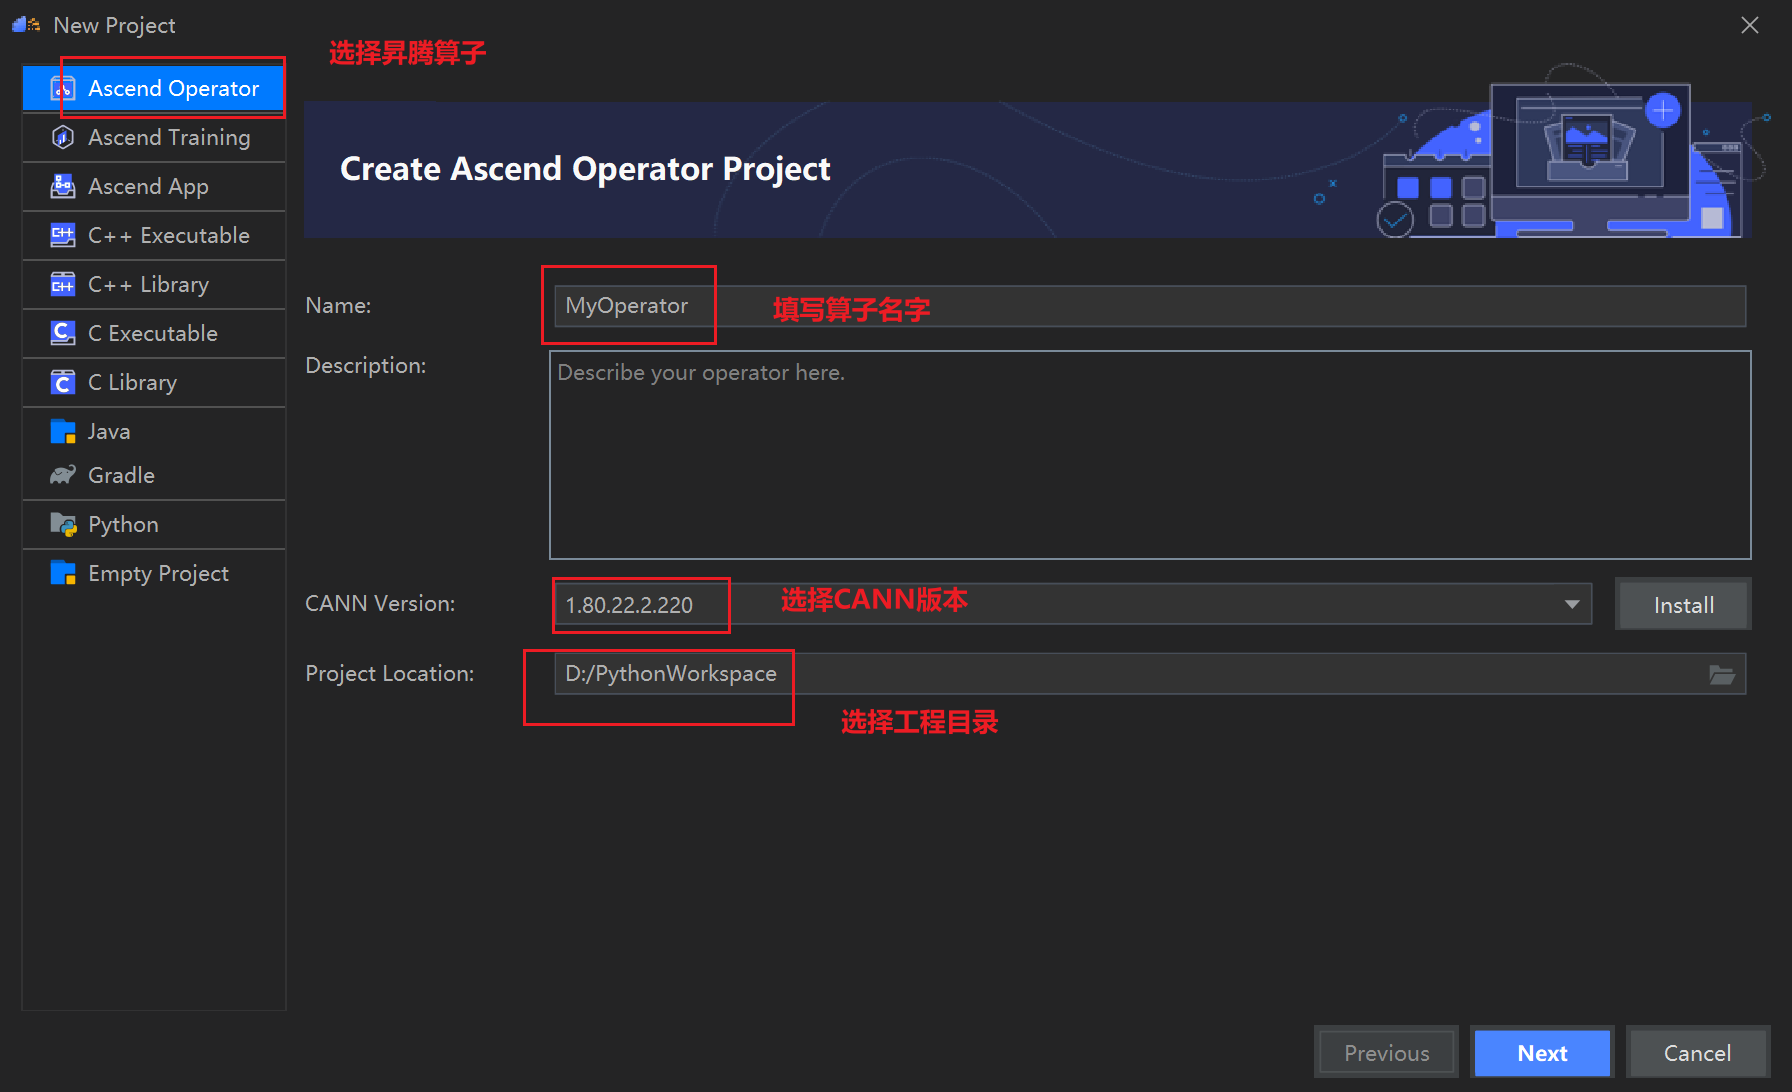 New Project
选择昇腾算子
Ascend Operator
Ascend Training
Ascend App
C++ Executable
C++ Library
C Executable
C Library
Java
Gradle
Python
Empty Project
Create Ascend Operator Project
Name:
MyOperator
填写算子名字
Description:
Describe your operator here.
CANN Version:
1.80.22.2.220
选择CANN版本
Install
Project Location:
D:/PythonWorkspace
选择工程目录
Previous
Next
Cancel